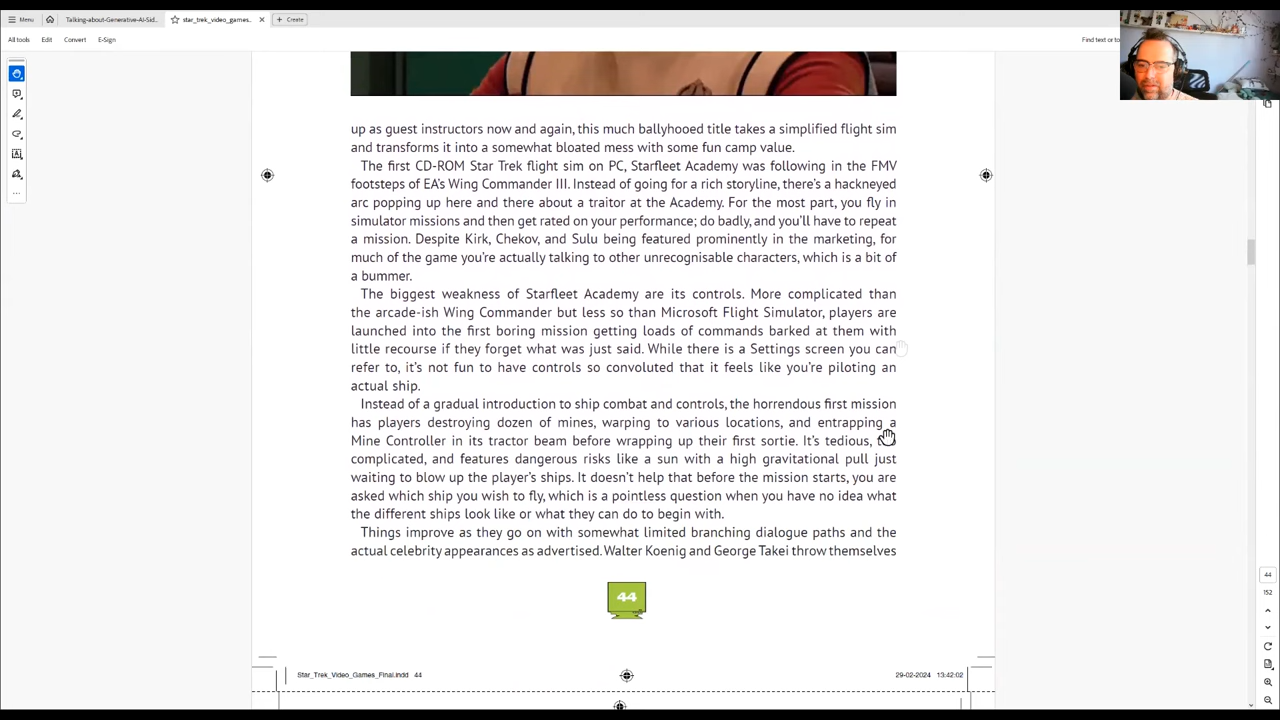 Menu
Talking-about-Generative-AI-Sid...
star_trek_video_games...
Create
All tools
Edit
Convert
E-Sign
Find text or to
up as guest instructors now and again, this much ballyhooed title takes a simplified flight sim
and transforms it into a somewhat bloated mess with some fun camp value.
The first CD-ROM Star Trek flight sim on PC, Starfleet Academy was following in the FMV
footsteps of EA's Wing Commander III. Instead of going for a rich storyline, there's a hackneyed
arc popping up here and there about a traitor at the Academy. For the most part, you fly in
simulator missions and then get rated on your performance; do badly, and you'll have to repeat
a mission. Despite Kirk, Chekov, and Sulu being featured prominently in the marketing, for
much of the game you're actually talking to other unrecognisable characters, which is a bit of
a bummer.
The biggest weakness of Starfleet Academy are its controls. More complicated than
the arcade-ish Wing Commander but less so than Microsoft Flight Simulator, players are
launched into the first boring mission getting loads of commands barked at them with
little recourse if they forget what was just said. While there is a Settings screen you can
refer to, it's not fun to have controls so convoluted that it feels like you're piloting an
actual ship.
Instead of a gradual introduction to ship combat and controls, the horrendous first mission
has players destroying dozen of mines, warping to various locations, and entrapping a
Mine Controller in its tractor beam before wrapping up their first sortie. It's tedious,
complicated, and features dangerous risks like a sun with a high gravitational pull just
waiting to blow up the player's ships. It doesn't help that before the mission starts, you are
asked which ship you wish to fly, which is a pointless question when you have no idea what
the different ships look like or what they can do to begin with.
Things improve as they go on with somewhat limited branching dialogue paths and the
actual celebrity appearances as advertised. Walter Koenig and George Takei throw themselves
44
44
152
Star_Trek_Video_Games_Final.indd 44
29-02-2024 13:42:02